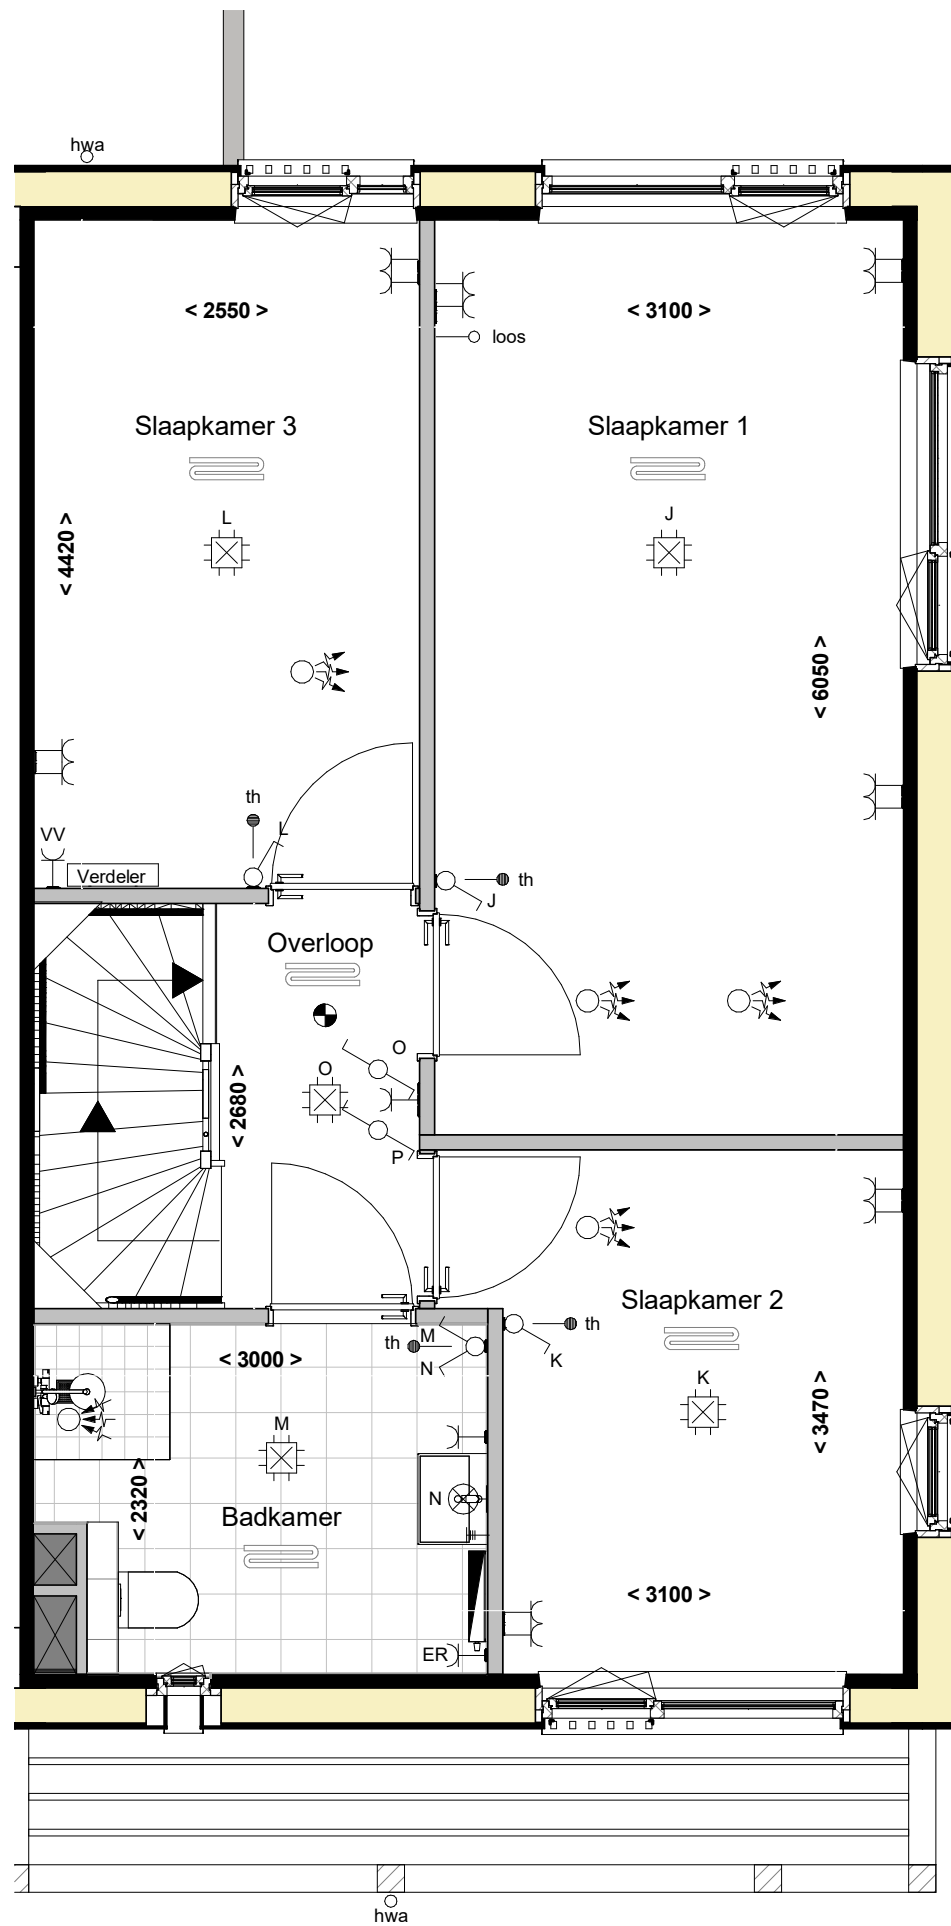 hwa
< 2550 >
< 3100 >
loos
Slaapkamer 3
Slaapkamer 1
L
J
< 4420 >
< 6050 >
th
L
VV
Verdeler
th
J
Overloop
O
O
< 2680 >
P
Slaapkamer 2
th
M
th
< 3000 >
N
K
K
M
< 3470 >
< 2320 >
N
Badkamer
< 3100 >
ER
hwa